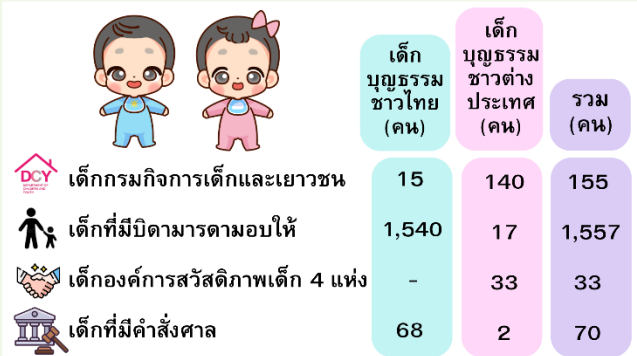 เด็ก
บุญธรรม
ชาวไทย
(คน)
เด็ก
บุญธรรม
ชาวต่าง
ประเทศ
(คน)
รวม
(คน)
DCY
เด็กกรมกิจการเด็กและเยาวชน 15 140 155
เด็กที่มีบิดามารดามอบให้ 1,540 17 1,557
เด็กองค์การสวัสดิภาพเด็ก 4 แห่ง - 33 33
เด็กที่มีคำสั่งศาล 68 2 70